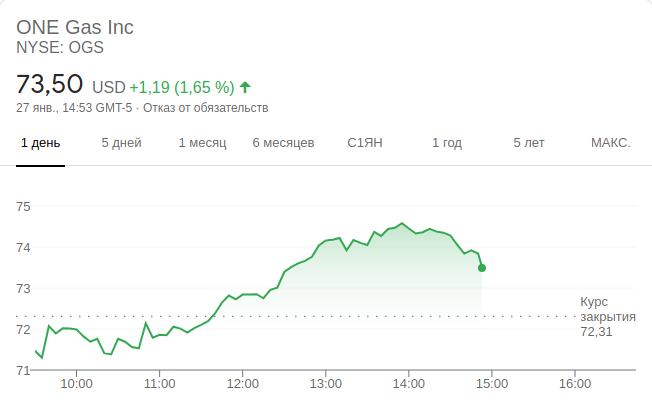 ONE Gas Inc
NYSE: OGS
73,50 USD +1,19 (1,65 %)
27 янв., 14:53 GMT-5 · Отказ от обязательств
1 день 5 дней 1 месяц 6 месяцев С1ЯН 1 год 5 лет МАКС.
75
74
73
Курс
закрытия
72,31
72
71
10:00 11:00 12:00 13:00 14:00 15:00 16:00